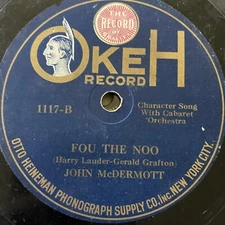 THE
RECORD
OF
OKEH
RECORD
1117-B
Character Song
With Cabaret
Orchestra
FOU THE NOO
(Harry Lauder-Gerald Grafton)
JOHN McDERMOTT
OTTO HEINEMAN PHONOGRAPH SUPPLY CO., Inc. NEW YORK CITY.